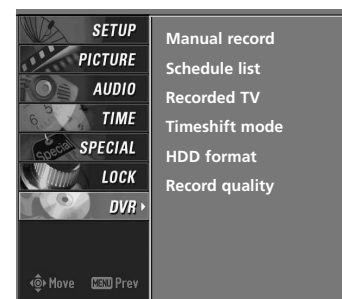 SETUP
PICTURE
AUDIO
TIME
SPECIAL
LOCK
DVR
Move MENU Prev
Manual record
Schedule list
Recorded TV
Timeshift mode
HDD format
Record quality